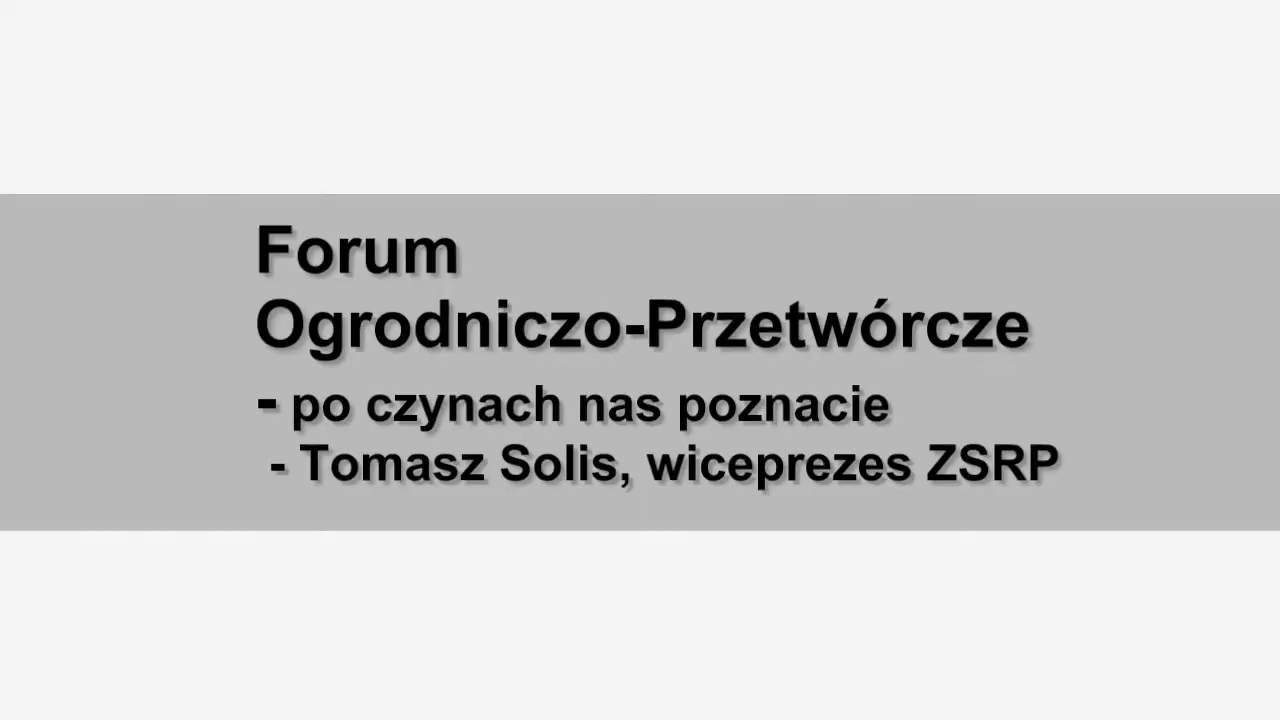 Forum
Ogrodniczo-Przetwórcze
- po czynach nas poznacie
- Tomasz Solis, wiceprezes ZSRP